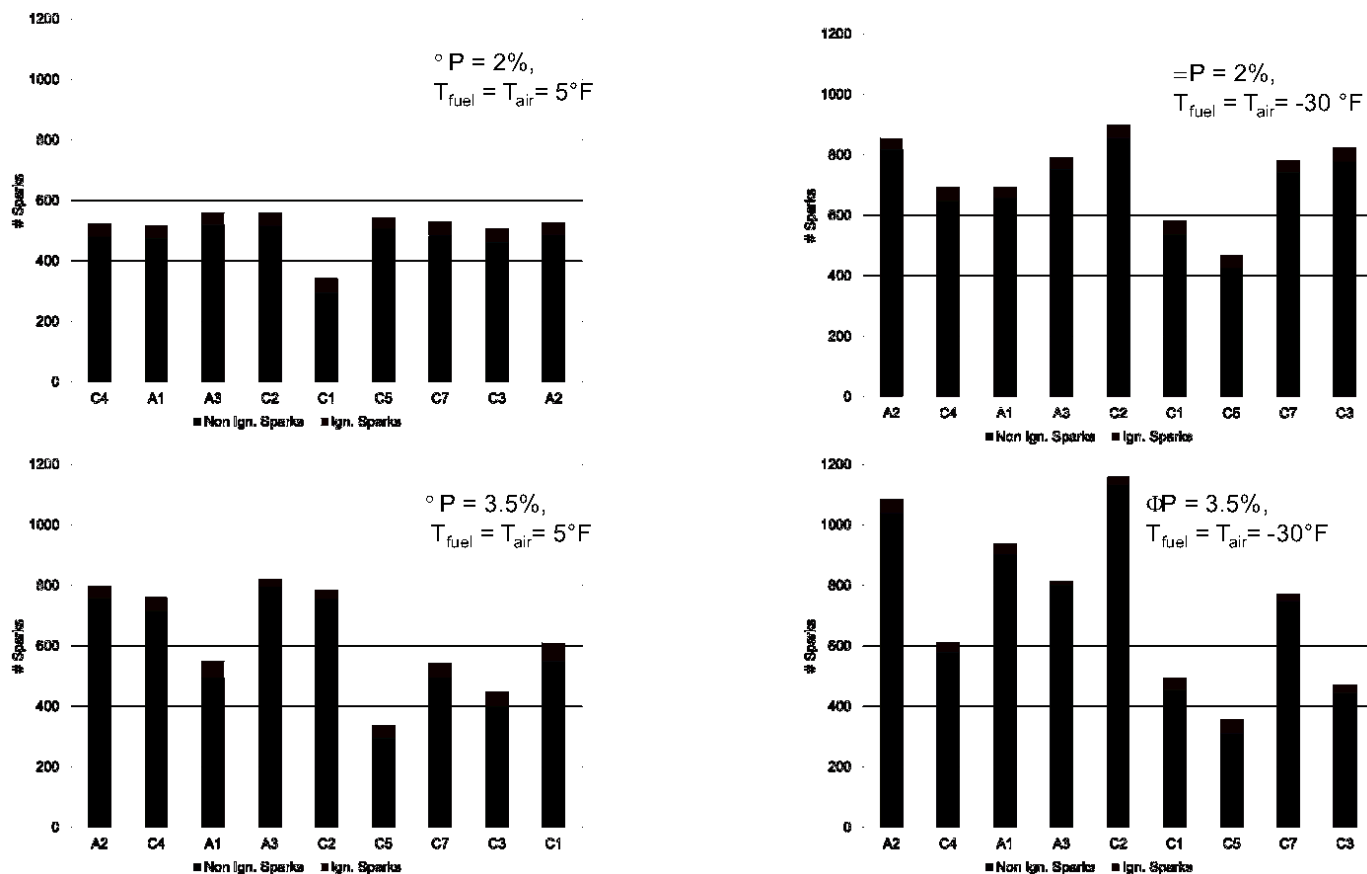 1200
° P = 2%,
T_fuel = T_air= 5°F
1000
800
600
400
200
0
# Sparks
C4 A1 A3 C2 C1 C5 C7 C3 A2
■ Non Ign. Sparks ■ Ign. Sparks
1200
=P = 2%,
T_fuel = T_air= -30 °F
1000
800
600
400
200
0
# Sparks
A2 C4 A1 A3 C2 C1 C5 C7 C3
■ Non Ign. Sparks ■ Ign. Sparks
1200
° P = 3.5%,
T_fuel = T_air= 5°F
1000
800
600
400
200
0
# Sparks
A2 C4 A1 A3 C2 C5 C7 C3 C1
■ Non Ign. Sparks ■ Ign. Sparks
1200
ΦP = 3.5%,
T_fuel = T_air= -30°F
1000
800
600
400
200
0
# Sparks
A2 C4 A1 A3 C2 C1 C5 C7 C3
■ Non Ign. Sparks ■ Ign. Sparks